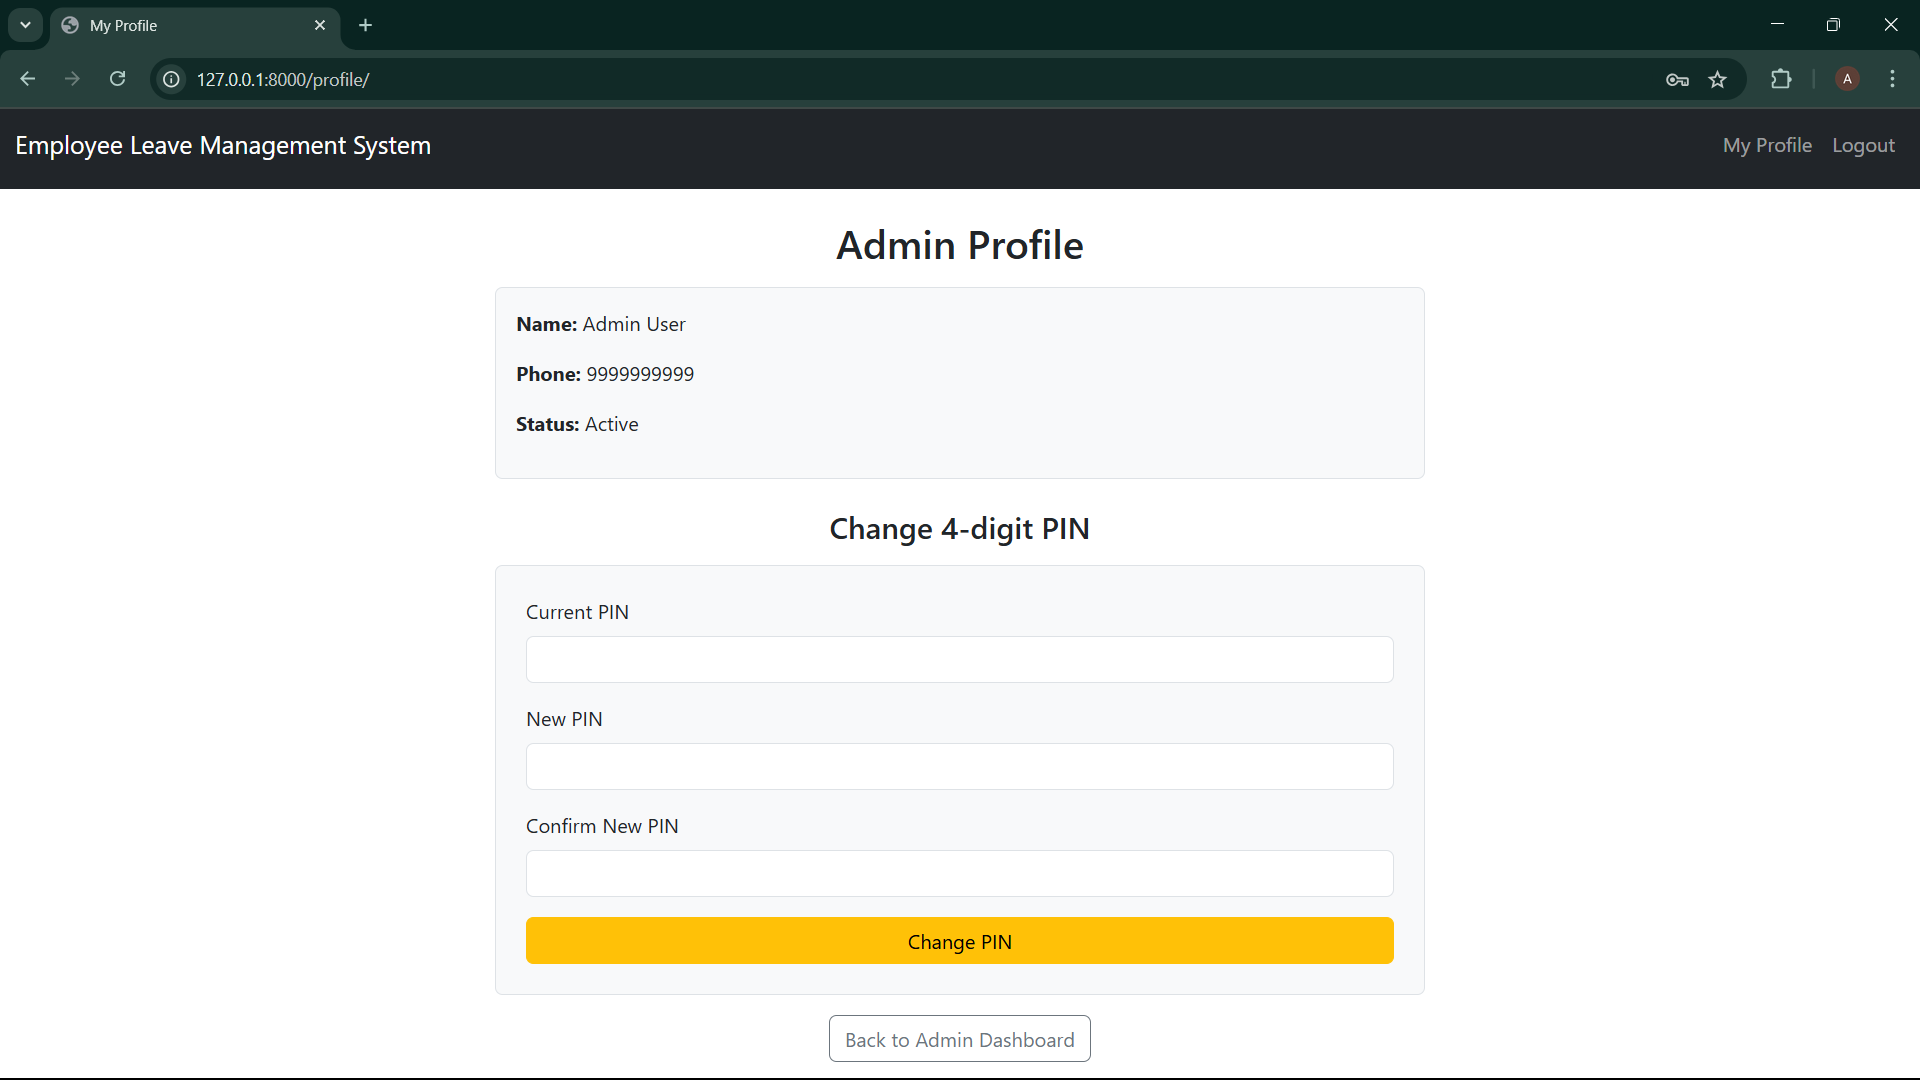 My Profile
127.0.0.1:8000/profile/
A
Employee Leave Management System
My Profile Logout
Admin Profile
Name: Admin User
Phone: 9999999999
Status: Active
Change 4-digit PIN
Current PIN
New PIN
Confirm New PIN
Change PIN
Back to Admin Dashboard